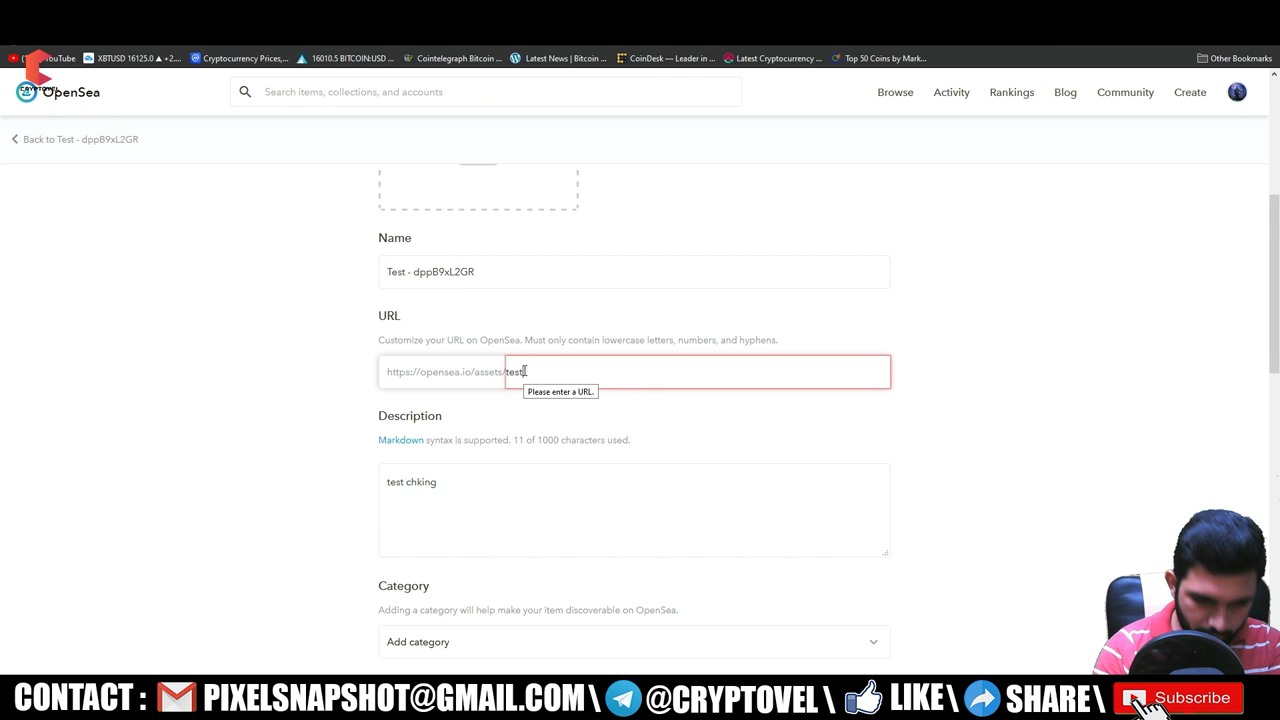 YouTube
XBTUSD 16125.0 ▲ +2....
Cryptocurrency Prices,...
16010.5 BITCOIN:USD ...
Cointelegraph Bitcoin ...
Latest News | Bitcoin ...
CoinDesk — Leader in ...
Latest Cryptocurrency ...
Top 50 Coins by Mark...
Other Bookmarks
CRYPTOVEL
OpenSea
Search items, collections, and accounts
Browse
Activity
Rankings
Blog
Community
Create
Back to Test - dppB9xL2GR
Name
Test - dppB9xL2GR
URL
Customize your URL on OpenSea. Must only contain lowercase letters, numbers, and hyphens.
https://opensea.io/assets/test
Please enter a URL.
Description
Markdown syntax is supported. 11 of 1000 characters used.
test chking
Category
Adding a category will help make your item discoverable on OpenSea.
Add category
CONTACT : PIXELSNAPSHOT@GMAIL.COM \ @CRYPTOVEL \ LIKE\ SHARE\ Subscribe